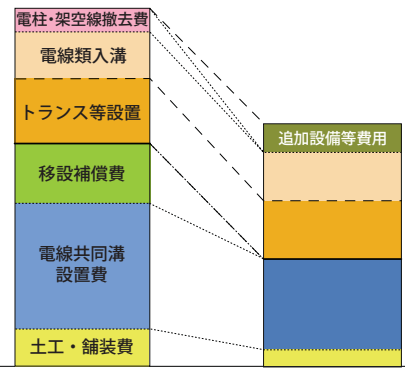 電柱・架空線撤去費
電線類入溝
トランス等設置
移設補償費
電線共同溝
設置費
土工・舗装費
追加設備等費用